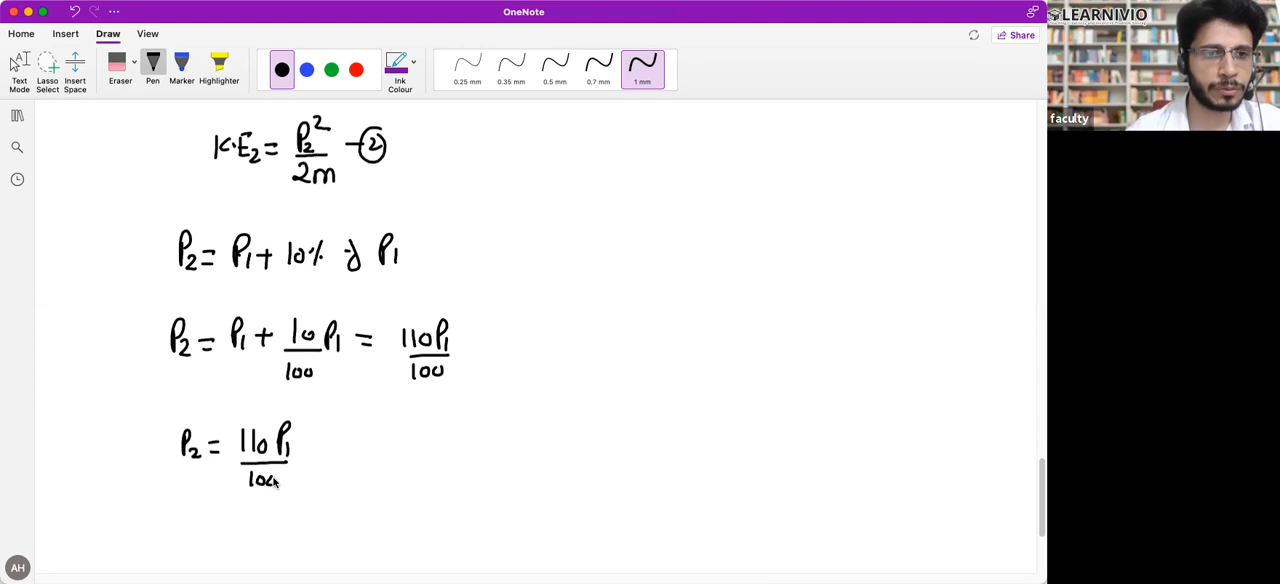 OneNote
Home Insert Draw View
Share
Text Mode
Lasso Select
Insert Space
Eraser
Pen
Marker
Highlighter
Ink Colour
0.25 mm
0.35 mm
0.5 mm
0.7 mm
1 mm
LEARNIVIO
faculty
K.E₂ = P₂²/2m —②
P₂ = P₁ + 10% of P₁
P₂ = P₁ + 10/100 P₁ = 110P₁/100
P₂ = 110P₁/100
AH